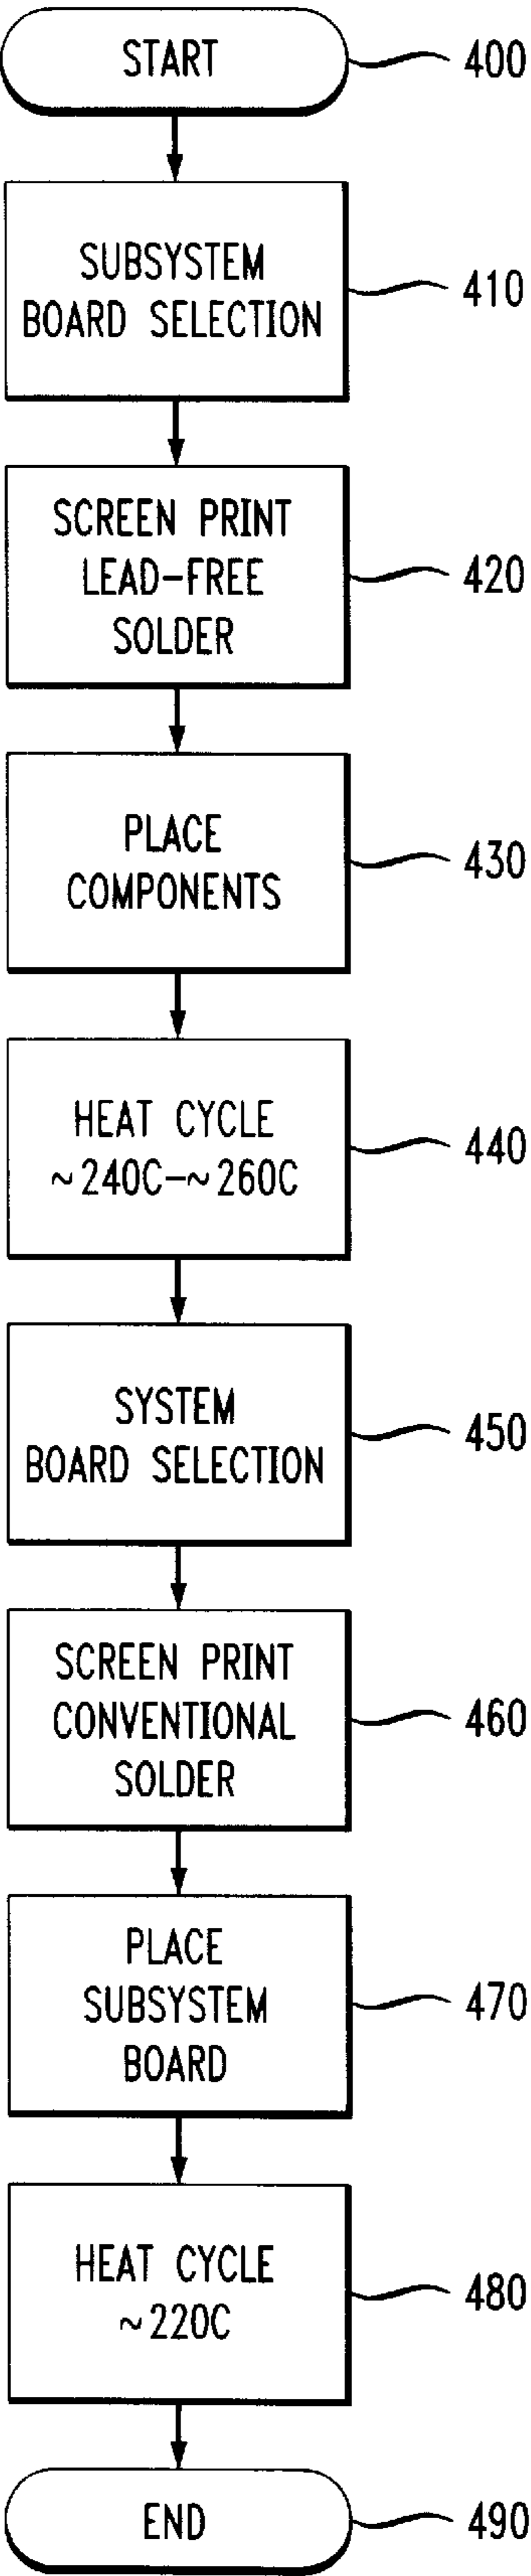 START
400
SUBSYSTEM
BOARD SELECTION
410
SCREEN PRINT
LEAD-FREE
SOLDER
420
PLACE
COMPONENTS
430
HEAT CYCLE
~240C-~260C
440
SYSTEM
BOARD SELECTION
450
SCREEN PRINT
CONVENTIONAL
SOLDER
460
PLACE
SUBSYSTEM
BOARD
470
HEAT CYCLE
~220C
480
END
490